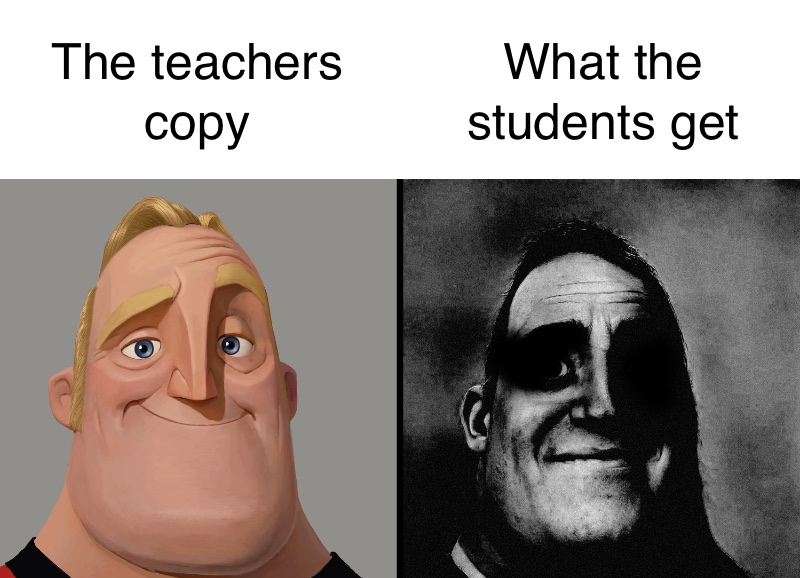 The teachers
copy
What the
students get